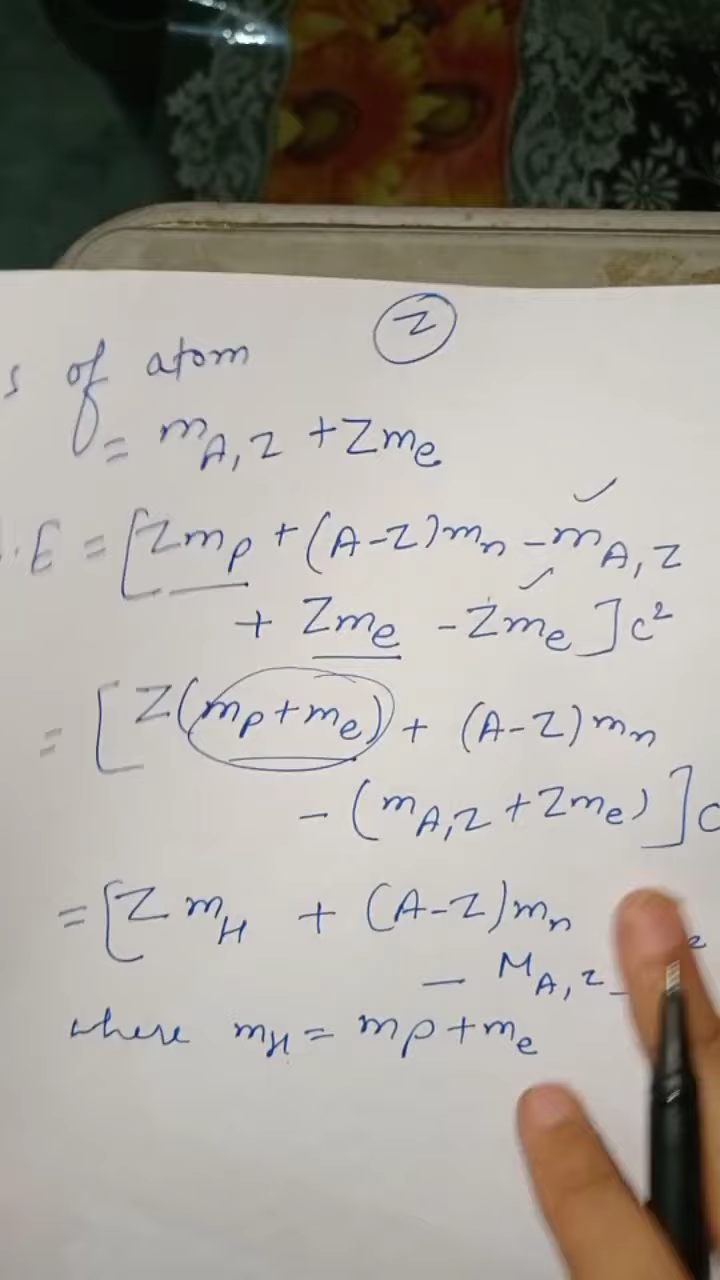 ②
s of atom
= m_{A,Z} + Zm_e
.E = [Zm_p + (A-Z)m_n - m_{A,Z} ✓
+ Zm_e - Zm_e ✓ ]c²
= [Z(m_p+m_e) + (A-Z)m_n
- (m_{A,Z} + Zm_e)]c
= [Z m_H + (A-Z)m_n
- M_{A,Z}
where m_H = m_p + m_e